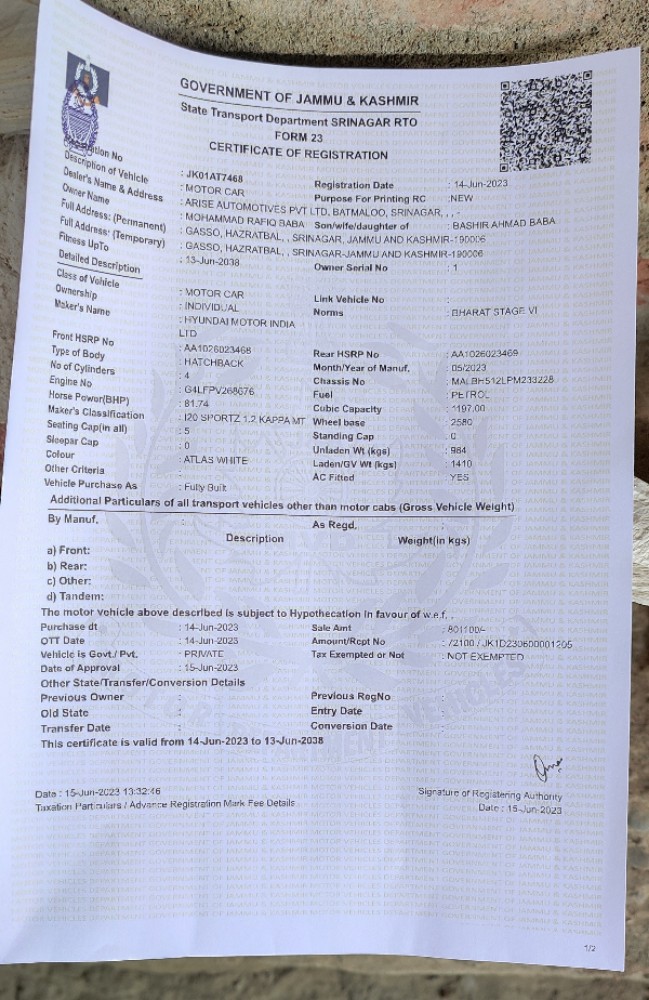 GOVERNMENT OF JAMMU & KASHMIR
State Transport Department SRINAGAR RTO
FORM 23
CERTIFICATE OF REGISTRATION
No : JK01AT7468 Registration Date : 14-Jun-2023
Description of Vehicle : MOTOR CAR Purpose For Printing RC :NEW
Dealer's Name & Address : ARISE AUTOMOTIVES PVT LTD, BATMALOO, SRINAGAR, , , -
Owner Name : MOHAMMAD RAFIQ BABA Son/wife/daughter of : BASHIR AHMAD BABA
Full Address: (Permanent) : GASSO, HAZRATBAL, , SRINAGAR, JAMMU AND KASHMIR-190006
Full Address: (Temporary) : GASSO, HAZRATBAL, , SRINAGAR-JAMMU AND KASHMIR-190006
Fitness UpTo : 13-Jun-2038 Owner Serial No : 1
Detailed Description
Class of Vehicle : MOTOR CAR Link Vehicle No :
Ownership : INDIVIDUAL Norms : BHARAT STAGE VI
Maker's Name : HYUNDAI MOTOR INDIA
LTD
Front HSRP No : AA1026023468 Rear HSRP No : AA1026023469
Type of Body : HATCHBACK Month/Year of Manuf. : 05/2023
No of Cylinders : 4 Chassis No : MALBH512LPM233228
Engine No : G4LFPV268676 Fuel : PETROL
Horse Power(BHP) : 81.74 Cubic Capacity : 1197.00
Maker's Classification : I20 SPORTZ 1.2 KAPPA MT Wheel base : 2580
Seating Cap(in all) : 5 Standing Cap : 0
Sleepar Cap : 0 Unladen Wt (kgs) : 984
Colour : ATLAS WHITE Laden/GV Wt (kgs) : 1410
Other Criteria : AC Fitted : YES
Vehicle Purchase As : Fully Built
Additional Particulars of all transport vehicles other than motor cabs (Gross Vehicle Weight)
By Manuf. : As Regd. :
Description Weight(in kgs)
a) Front:
b) Rear:
c) Other:
d) Tandem:
The motor vehicle above described is subject to Hypothecation in favour of w.e.f. .
Purchase dt : 14-Jun-2023 Sale Amt : 801100/-
OTT Date : 14-Jun-2023 Amount/Rcpt No : 72100 / JK1D230600001205
Vehicle is Govt./ Pvt. : PRIVATE Tax Exempted or Not : NOT EXEMPTED
Date of Approval : 15-Jun-2023
Other State/Transfer/Conversion Details
Previous Owner : Previous RegNo :
Old State : Entry Date :
Transfer Date : Conversion Date :
This certificate is valid from 14-Jun-2023 to 13-Jun-2038
Signature of Registering Authority
Date : 15-Jun-2023 13:32:46
Date : 15-Jun-2023
Taxation Particulars / Advance Registration Mark Fee Details
1/2